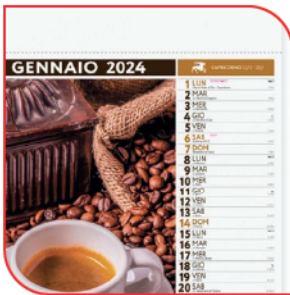 GENNAIO 2024
CAPRICORNO
1 LUN
2 MAR
3 MER
4 GIO
5 VEN
6 SAB
7 DOM
8 LUN
9 MAR
10 MER
11 GIO
12 VEN
13 SAB
14 DOM
15 LUN
16 MAR
17 MER
18 GIO
19 VEN
20 SAB